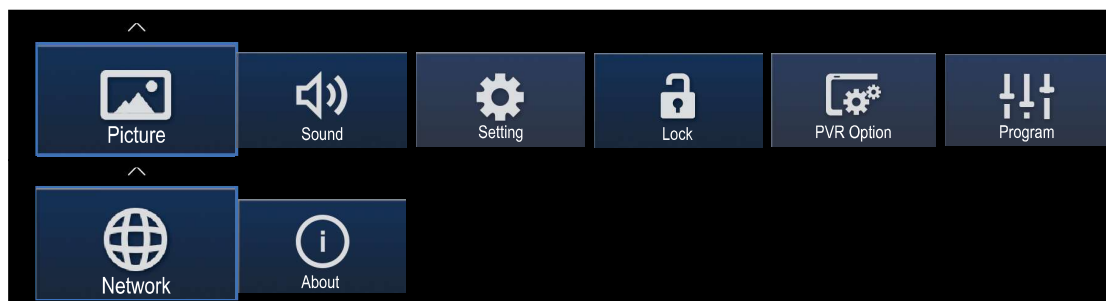 Picture
Sound
Setting
Lock
PVR Option
Program
Network
About